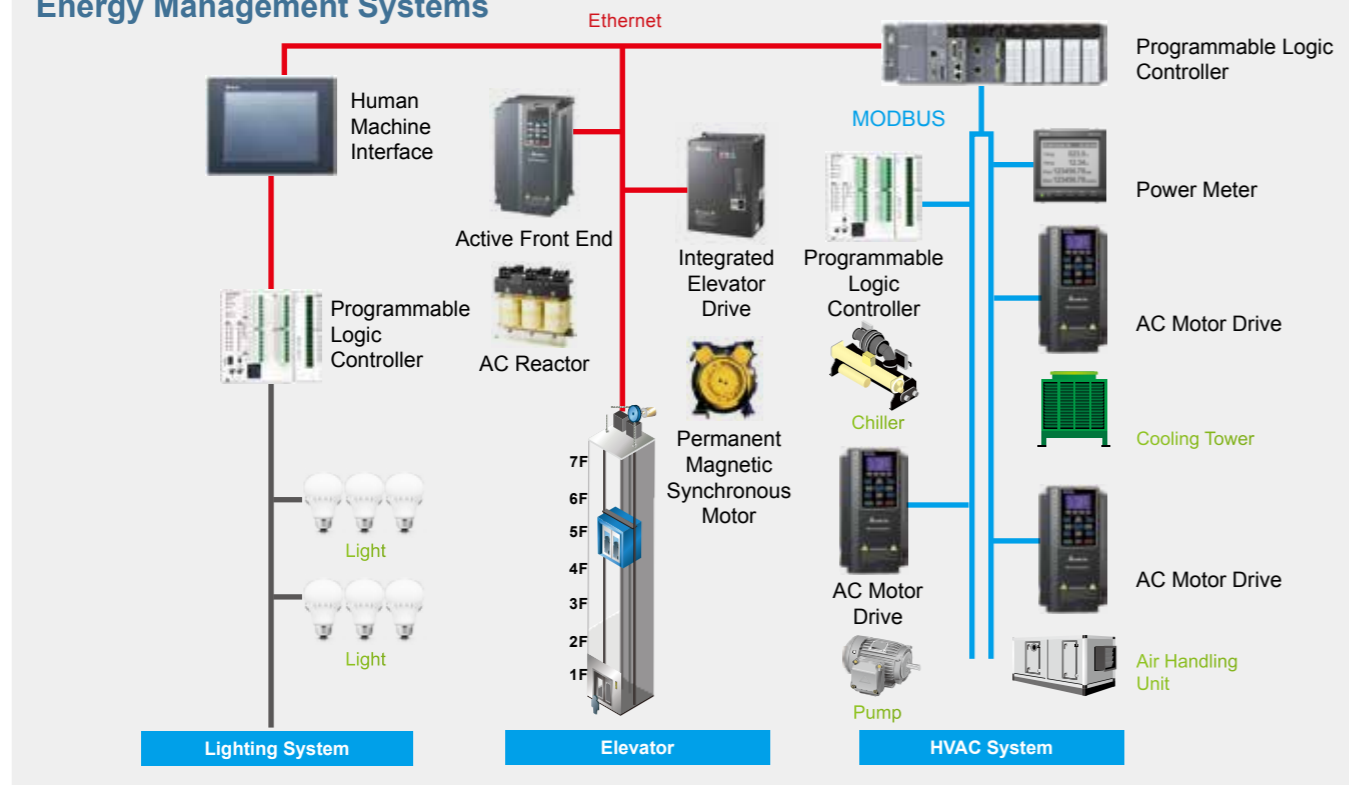 Energy Management Systems
Ethernet
Programmable Logic
Controller
Human
Machine
Interface
MODBUS
Power Meter
Active Front End
Integrated
Elevator
Drive
Programmable
Logic
Controller
Programmable
Logic
Controller
AC Motor Drive
AC Reactor
Chiller
Cooling Tower
Permanent
Magnetic
Synchronous
Motor
7F
6F
5F
4F
3F
2F
1F
Light
Light
AC Motor
Drive
AC Motor Drive
Pump
Air Handling
Unit
Lighting System
Elevator
HVAC System